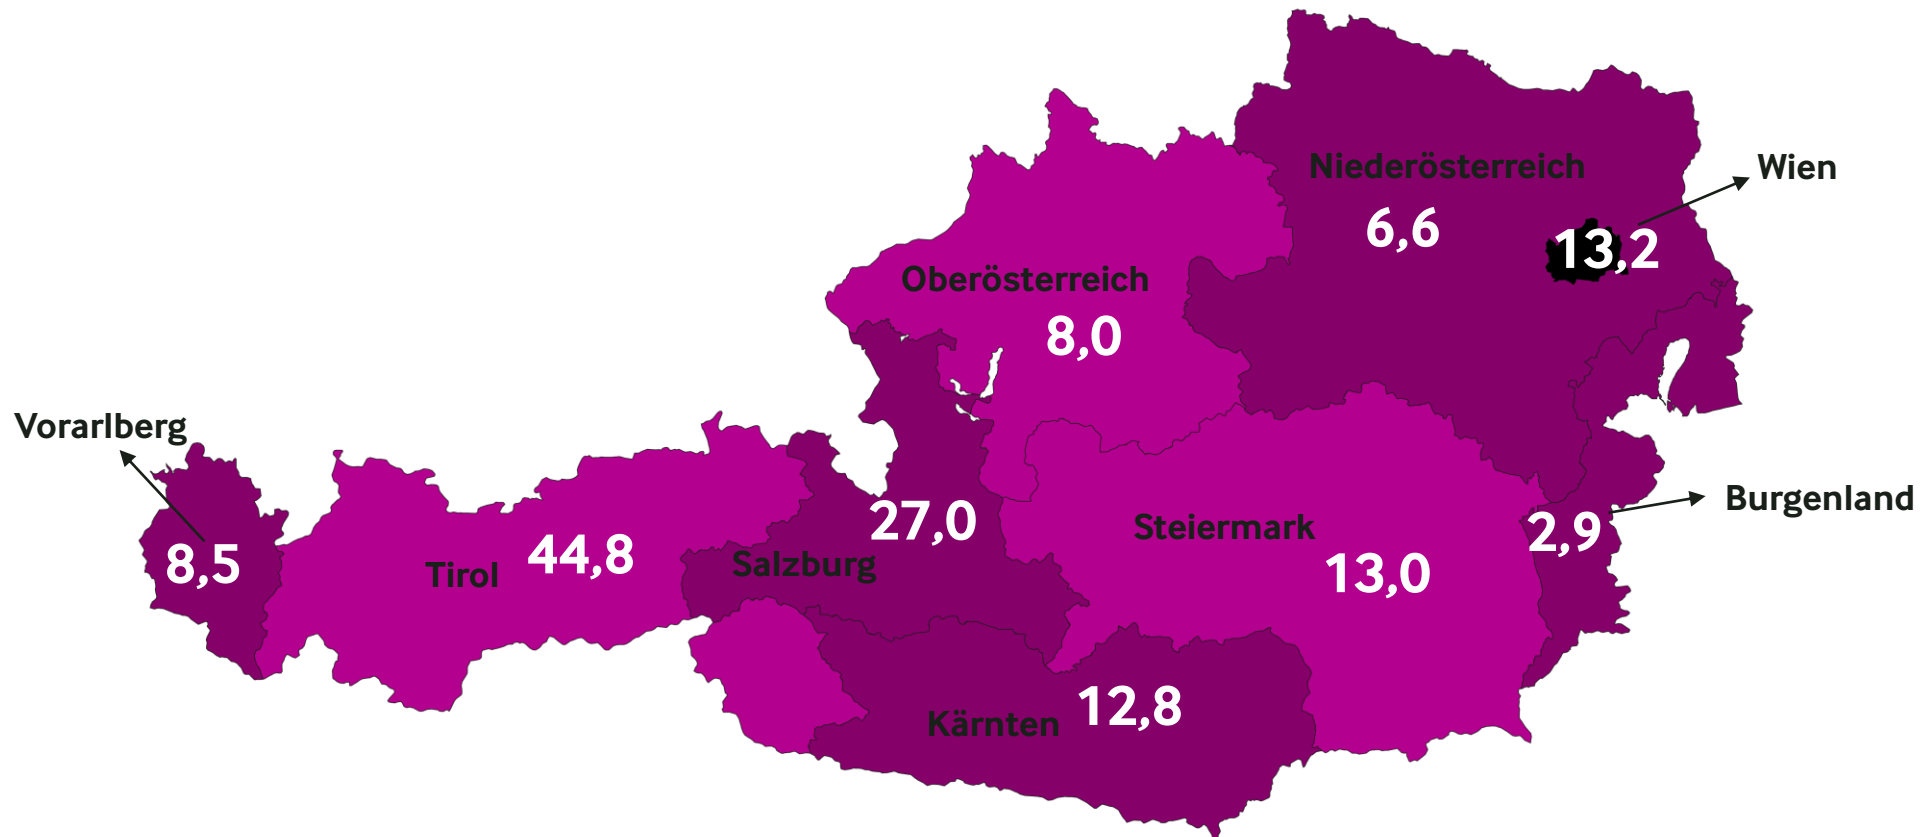 Niederösterreich
6,6
Wien
13,2
Oberösterreich
8,0
Vorarlberg
8,5
Tirol
44,8
Salzburg
27,0
Steiermark
13,0
Burgenland
2,9
Kärnten
12,8